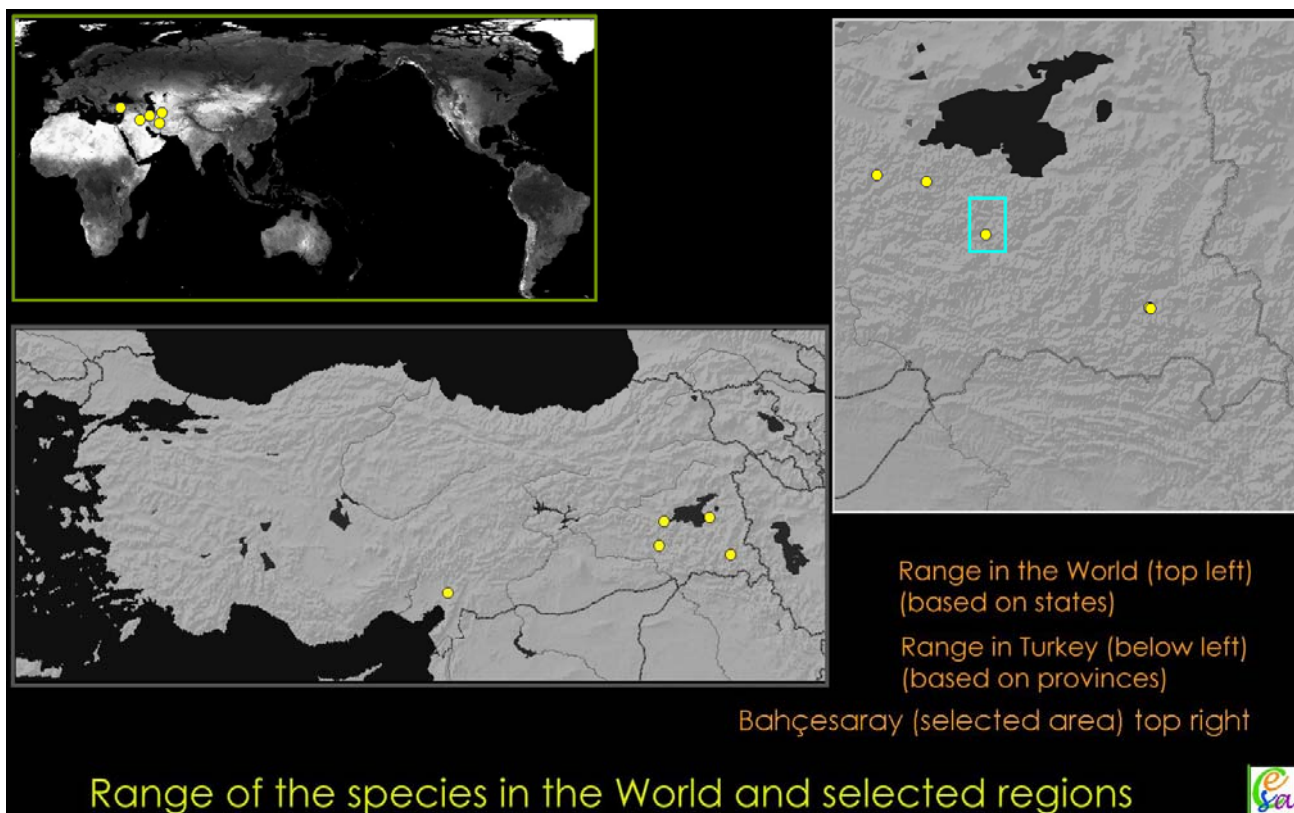 Range in the World (top left)
(based on states)
Range in Turkey (below left)
(based on provinces)
Bahçesaray (selected area) top right
Range of the species in the World and selected regions
esa